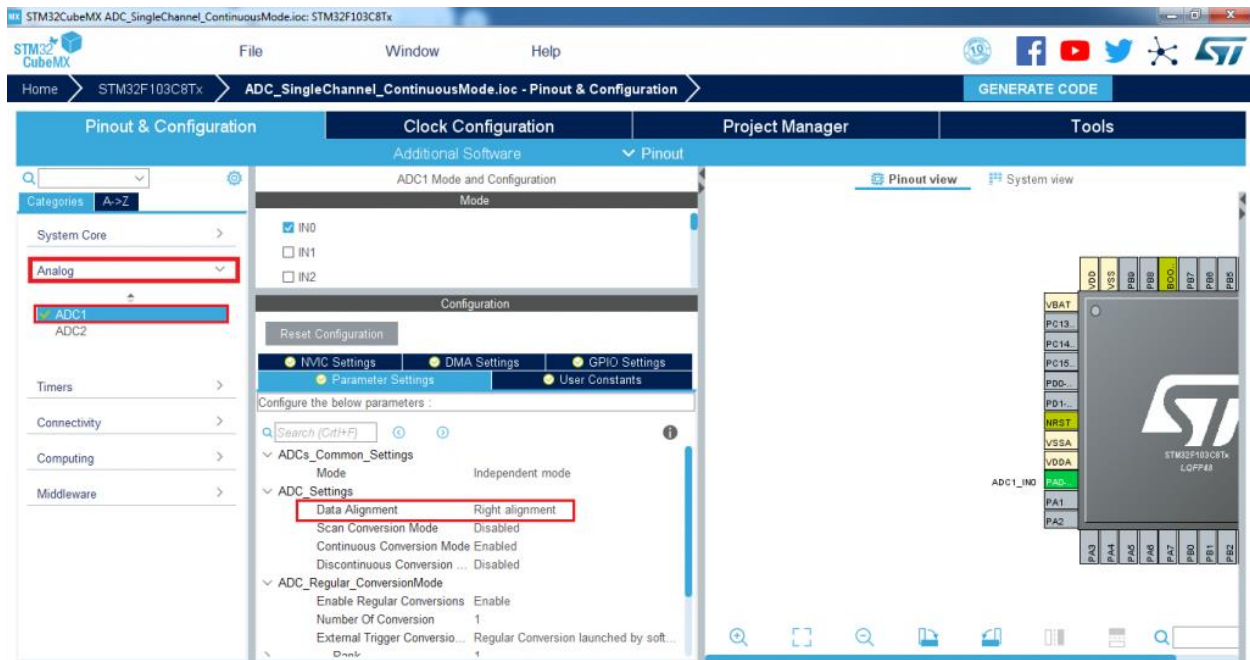 STM32CubeMX ADC_SingleChannel_ContinuousMode.ioc: STM32F103C8Tx
STM32
CubeMX
File Window Help
Home STM32F103C8Tx ADC_SingleChannel_ContinuousMode.ioc - Pinout & Configuration GENERATE CODE
Pinout & Configuration Clock Configuration Project Manager Tools
Additional Software Pinout
ADC1 Mode and Configuration
Pinout view System view
Categories A->Z
Mode
System Core
IN0
IN1
IN2
Analog
ADC1
ADC2
Timers
Connectivity
Computing
Middleware
Configuration
Reset Configuration
NVIC Settings DMA Settings GPIO Settings
Parameter Settings User Constants
Configure the below parameters :
Search (Crtl+F)
ADCs_Common_Settings
Mode Independent mode
ADC_Settings
Data Alignment Right alignment
Scan Conversion Mode Disabled
Continuous Conversion Mode Enabled
Discontinuous Conversion ... Disabled
ADC_Regular_ConversionMode
Enable Regular Conversions Enable
Number Of Conversion 1
External Trigger Conversio... Regular Conversion launched by soft...
Rank 1
VDD VSS PB9 PB8 BOO.. PB7 PB6 PB5
VBAT
PC13..
PC14..
PC15..
PD0-..
PD1-..
NRST
VSSA
VDDA
ADC1_IN0 PA0-..
PA1
PA2
STM32F103C8Tx
LQFP48
PA3 PA4 PA5 PA6 PA7 PB0 PB1 PB2